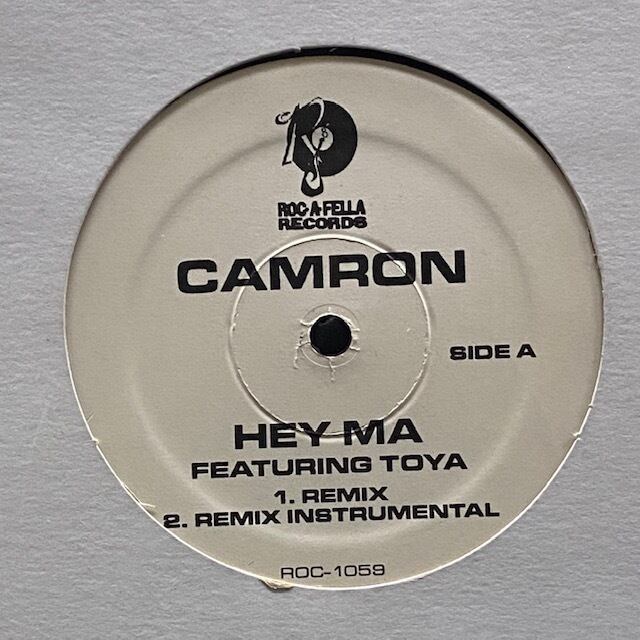 ROC-A-FELLA
RECORDS
CAMRON
SIDE A
HEY MA
FEATURING TOYA
1. REMIX
2. REMIX INSTRUMENTAL
ROC-1059